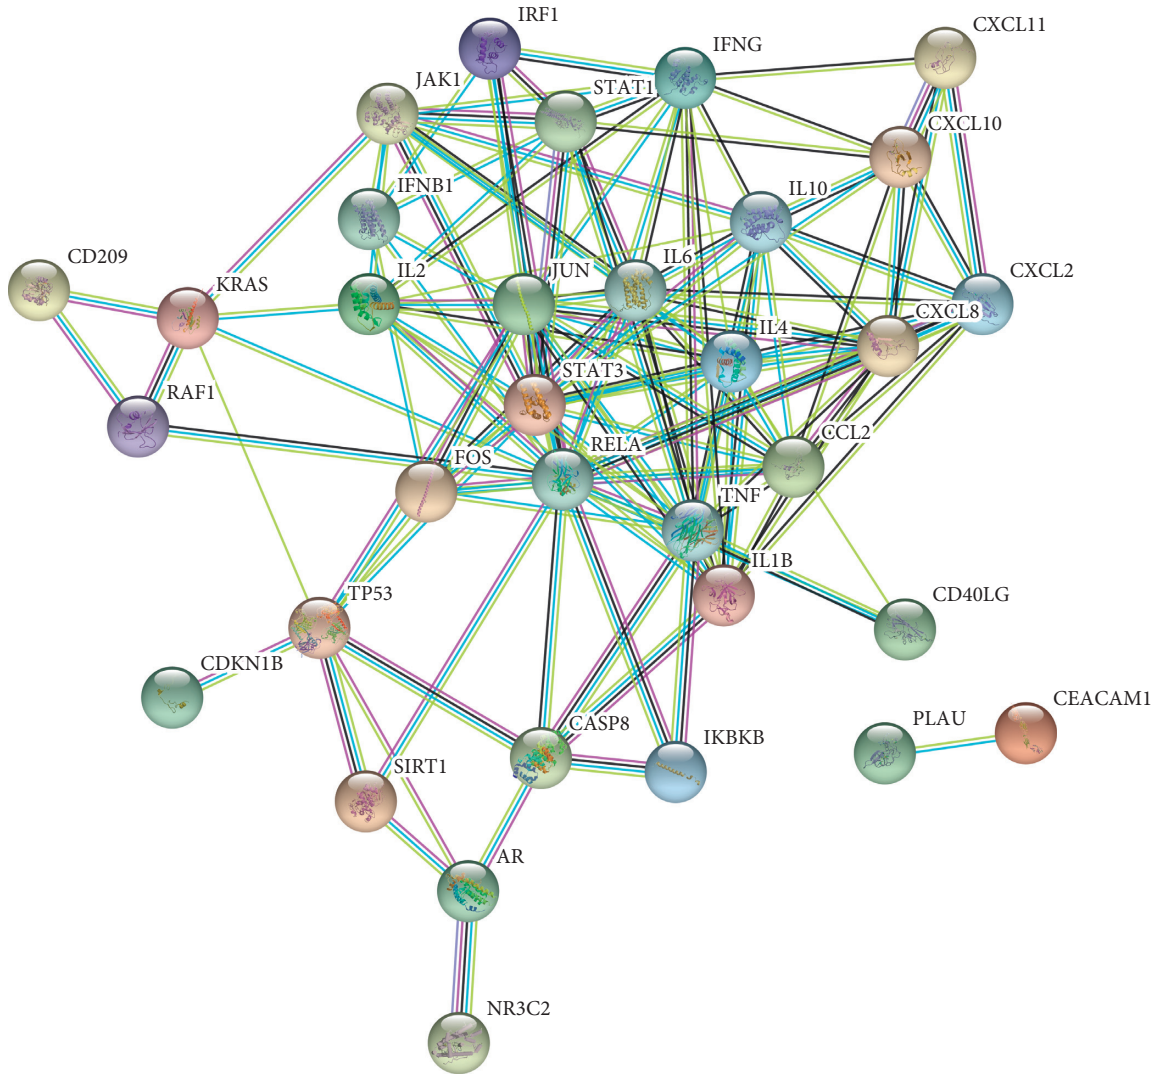 IRF1
CXCL11
IFNG
JAK1
STAT1
CXCL10
IFNB1
IL10
CD209
KRAS
IL2
JUN
IL6
CXCL2
CXCL8
IL4
STAT3
RAF1
FOS
RELA
CCL2
TNF
IL1B
TP53
CD40LG
CDKN1B
CEACAM1
CASP8
IKBKB
PLAU
SIRT1
AR
NR3C2